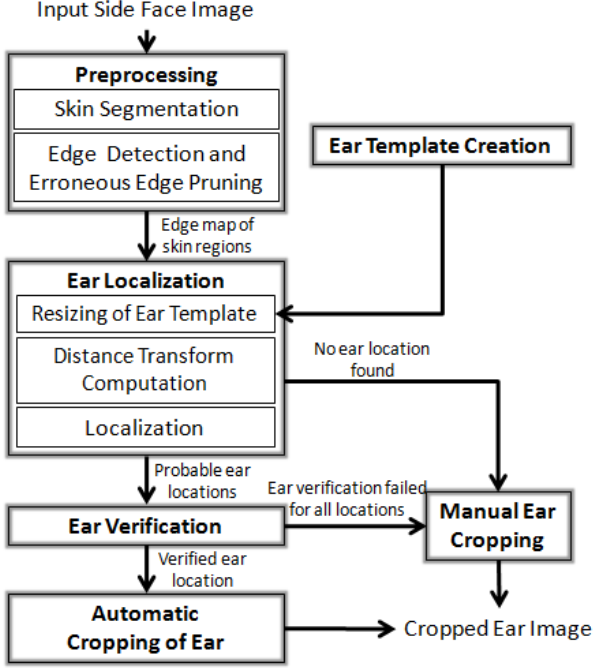 Input Side Face Image
Preprocessing
Skin Segmentation
Edge Detection and
Erroneous Edge Pruning
Ear Template Creation
Edge map of
skin regions
Ear Localization
Resizing of Ear Template
Distance Transform
Computation
Localization
No ear location
found
Probable ear
locations
Ear verification failed
for all locations
Ear Verification
Manual Ear
Cropping
Verified ear
location
Automatic
Cropping of Ear
Cropped Ear Image